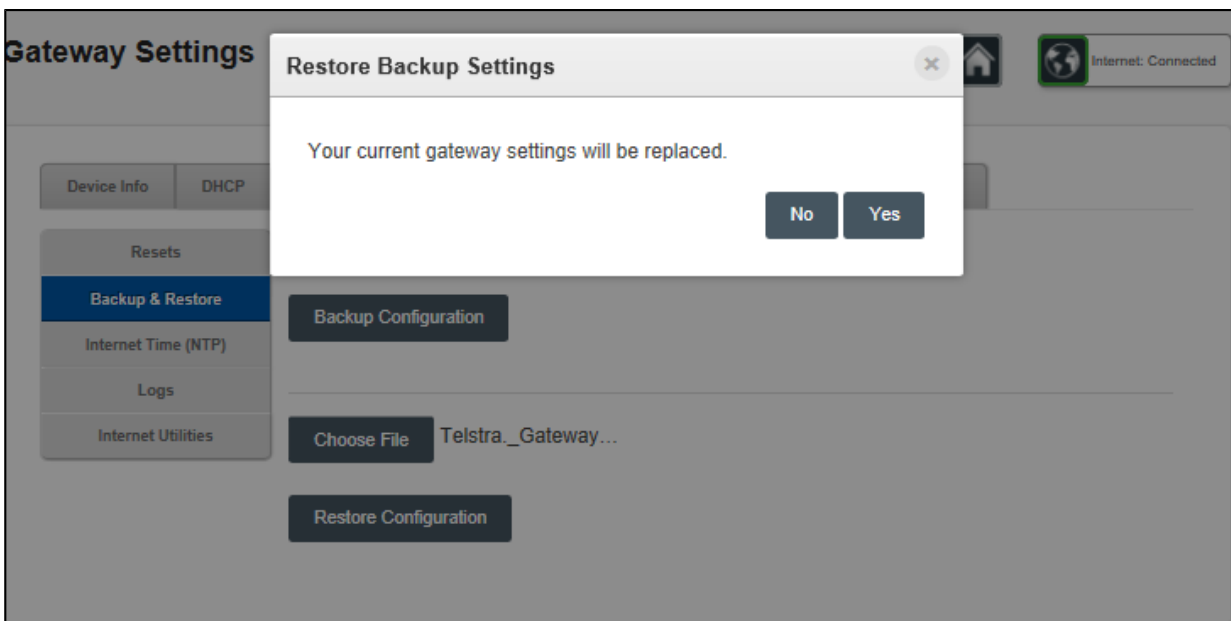 Gateway Settings
Restore Backup Settings
Internet: Connected
Your current gateway settings will be replaced.
No Yes
Device Info DHCP
Resets
Backup & Restore
Internet Time (NTP)
Logs
Internet Utilities
Backup Configuration
Choose File Telstra._Gateway...
Restore Configuration